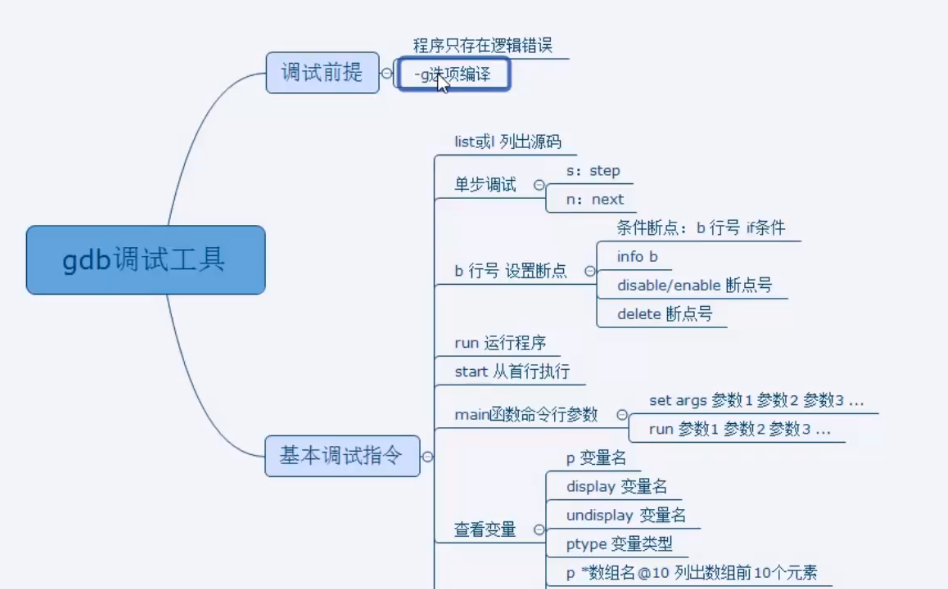 程序只存在逻辑错误
调试前提
-g选项编译
list或l 列出源码
s：step
单步调试
n：next
条件断点：b 行号 if条件
gdb调试工具
info b
b 行号 设置断点
disable/enable 断点号
delete 断点号
run 运行程序
start 从首行执行
set args 参数1 参数2 参数3 ...
main函数命令行参数
run 参数1 参数2 参数3 ...
基本调试指令
p 变量名
display 变量名
undisplay 变量名
查看变量
ptype 变量类型
p *数组名@10 列出数组前10个元素